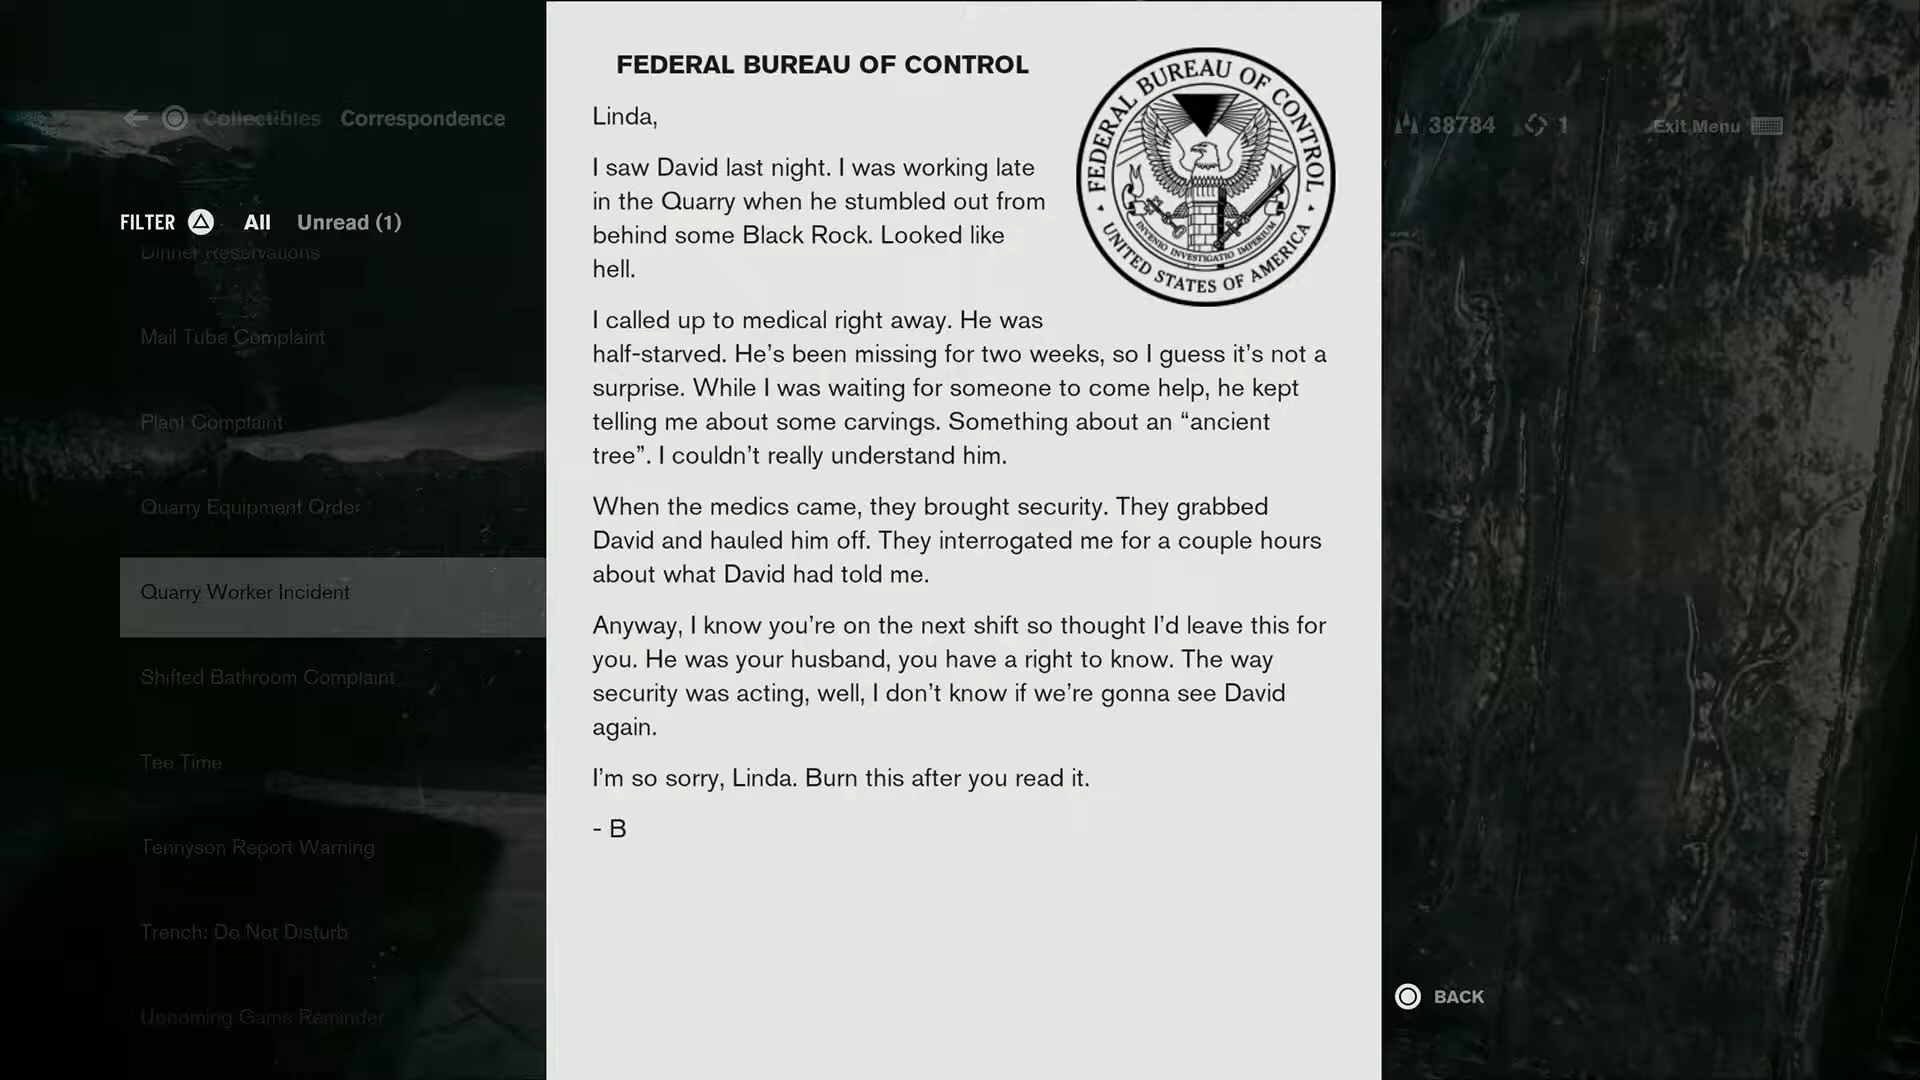 FEDERAL BUREAU OF CONTROL
Linda,
I saw David last night. I was working late
in the Quarry when he stumbled out from
behind some Black Rock. Looked like
hell.
I called up to medical right away. He was
half-starved. He’s been missing for two weeks, so I guess it’s not a
surprise. While I was waiting for someone to come help, he kept
telling me about some carvings. Something about an “ancient
tree”. I couldn’t really understand him.
When the medics came, they brought security. They grabbed
David and hauled him off. They interrogated me for a couple hours
about what David had told me.
Anyway, I know you’re on the next shift so thought I’d leave this for
you. He was your husband, you have a right to know. The way
security was acting, well, I don’t know if we’re gonna see David
again.
I’m so sorry, Linda. Burn this after you read it.
- B
FEDERAL BUREAU OF CONTROL
INVENIO INVESTIGATIO IMPERIUM
UNITED STATES OF AMERICA
Collectibles Correspondence
FILTER All Unread (1)
Dinner Reservations
Mail Tube Complaint
Plant Complaint
Quarry Equipment Order
Quarry Worker Incident
Shifted Bathroom Complaint
Tee Time
Tennyson Report Warning
Trench: Do Not Disturb
Upcoming Game Reminder
38784 1 Exit Menu
BACK